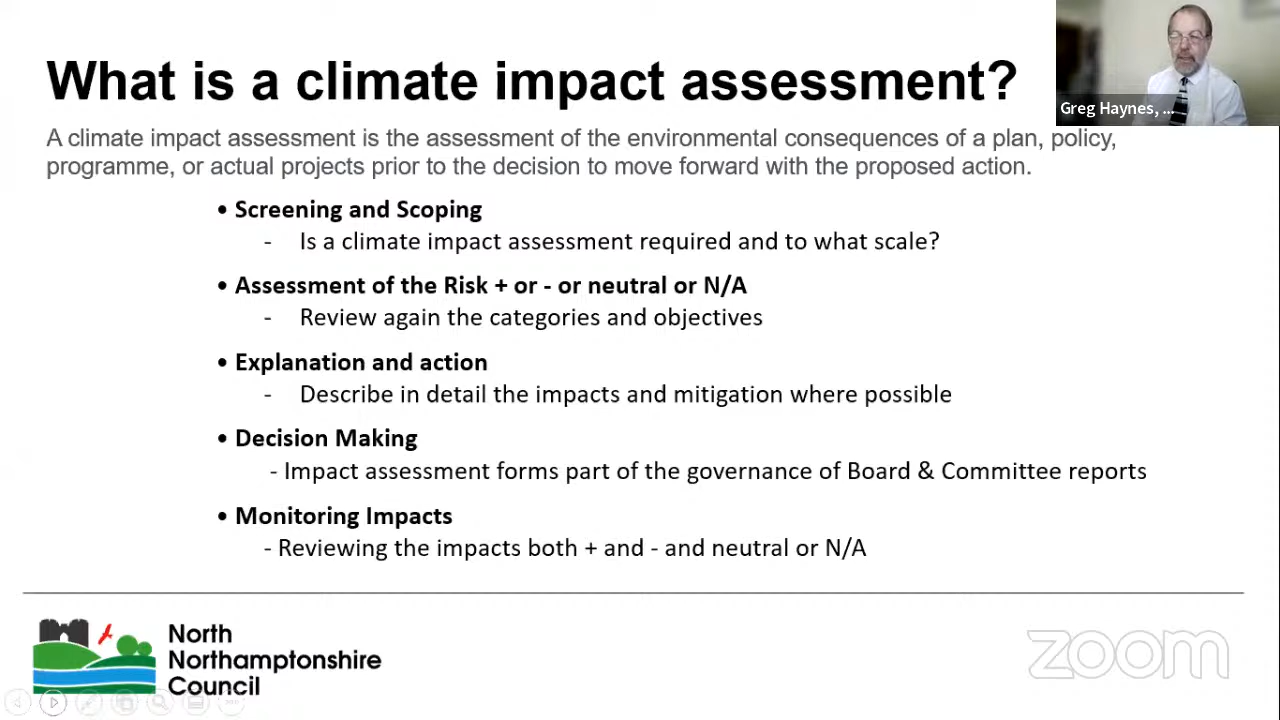 What is a climate impact assessment?
Greg Haynes, ...
A climate impact assessment is the assessment of the environmental consequences of a plan, policy,
programme, or actual projects prior to the decision to move forward with the proposed action.
• Screening and Scoping
- Is a climate impact assessment required and to what scale?
• Assessment of the Risk + or - or neutral or N/A
- Review again the categories and objectives
• Explanation and action
- Describe in detail the impacts and mitigation where possible
• Decision Making
- Impact assessment forms part of the governance of Board & Committee reports
• Monitoring Impacts
- Reviewing the impacts both + and - and neutral or N/A
North
Northamptonshire
Council
zoom